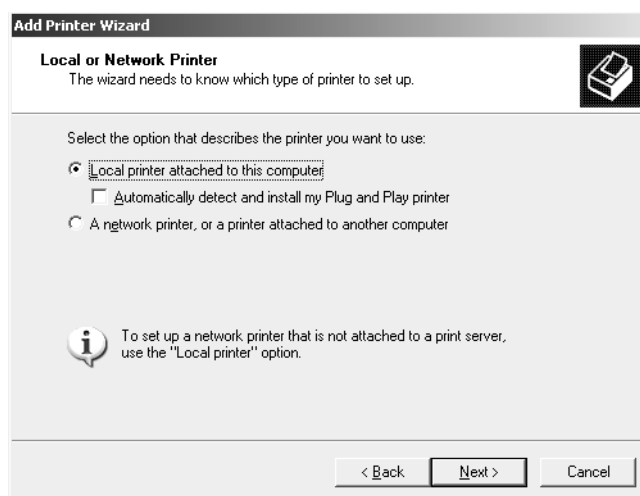 Add Printer Wizard
Local or Network Printer
The wizard needs to know which type of printer to set up.
Select the option that describes the printer you want to use:
Local printer attached to this computer
Automatically detect and install my Plug and Play printer
A network printer, or a printer attached to another computer
To set up a network printer that is not attached to a print server,
use the "Local printer" option.
< Back Next > Cancel